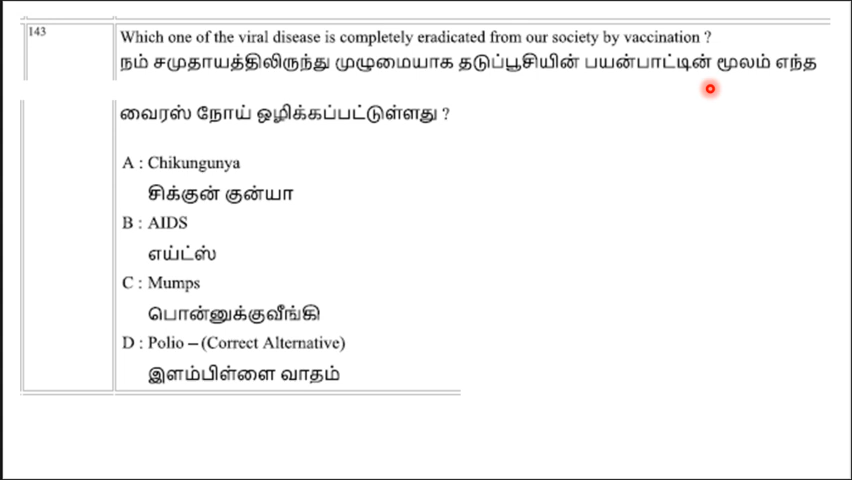 143
Which one of the viral disease is completely eradicated from our society by vaccination ?
நம் சமுதாயத்திலிருந்து முழுமையாக தடுப்பூசியின் பயன்பாட்டின் மூலம் எந்த
வைரஸ் நோய் ஒழிக்கப்பட்டுள்ளது ?
A : Chikungunya
சிக்குன் குன்யா
B : AIDS
எய்ட்ஸ்
C : Mumps
பொன்னுக்குவீங்கி
D : Polio – (Correct Alternative)
இளம்பிள்ளை வாதம்